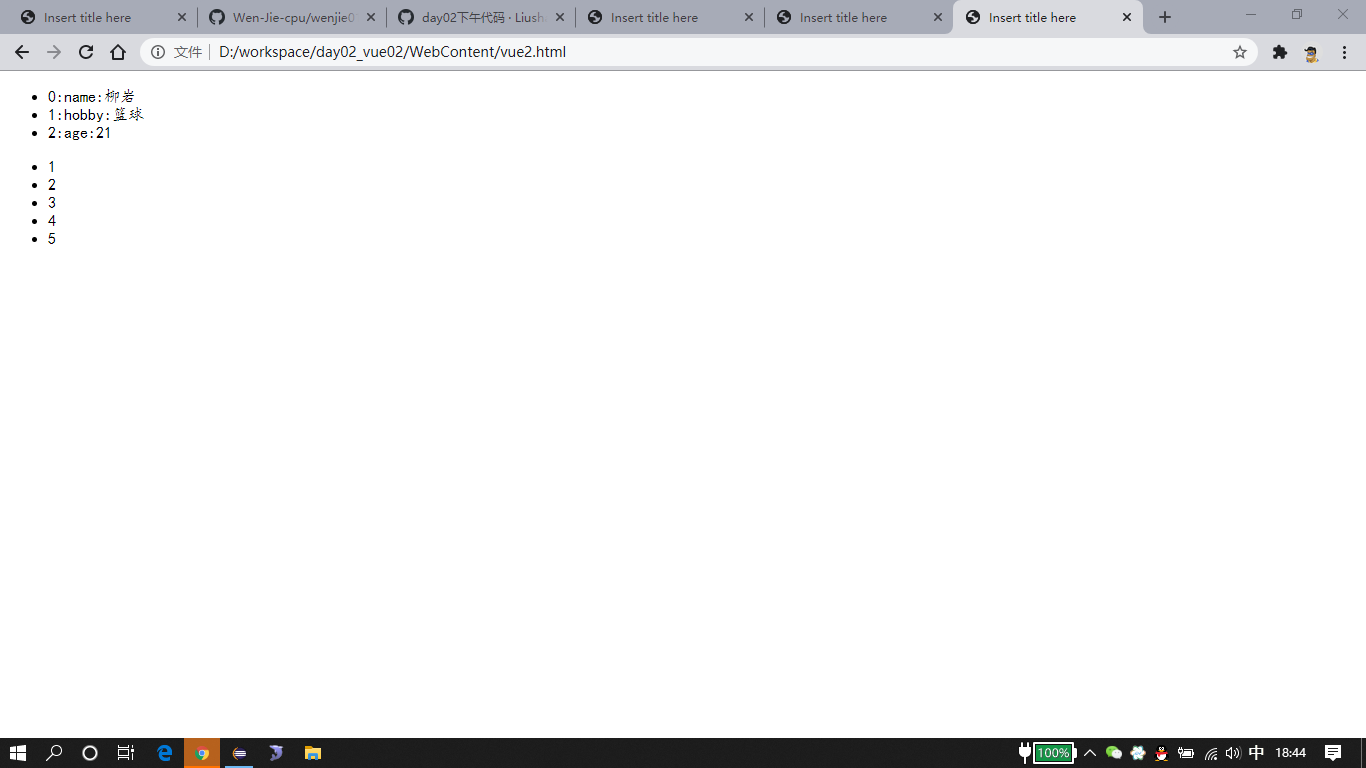 Insert title here
Wen-Jie-cpu/wenjie0
day02下午代码 · Liush
Insert title here
Insert title here
Insert title here
文件 D:/workspace/day02_vue02/WebContent/vue2.html
0:name:柳岩
1:hobby:篮球
2:age:21
1
2
3
4
5
100% 中 18:44